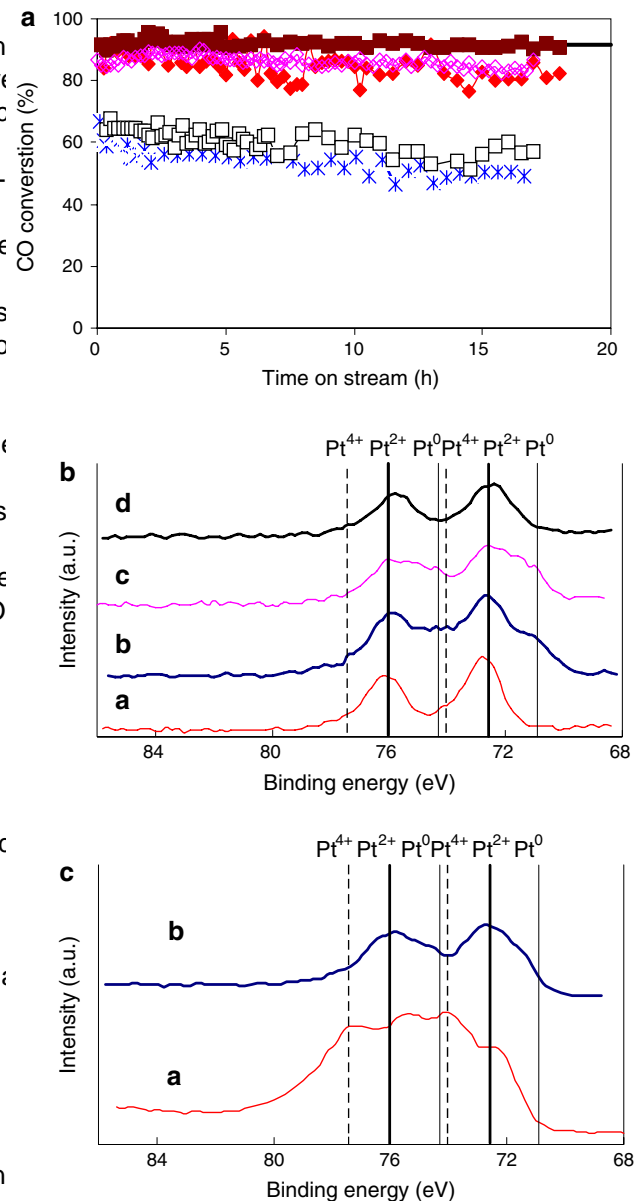 a
100
80
60
40
20
0
CO converstion (%)
0 5 10 15 20
Time on stream (h)
b
Pt⁴⁺ Pt²⁺ Pt⁰ Pt⁴⁺ Pt²⁺ Pt⁰
d
c
b
a
Intensity (a.u.)
84 80 76 72 68
Binding energy (eV)
c
Pt⁴⁺ Pt²⁺ Pt⁰ Pt⁴⁺ Pt²⁺ Pt⁰
b
a
Intensity (a.u.)
84 80 76 72 68
Binding energy (eV)